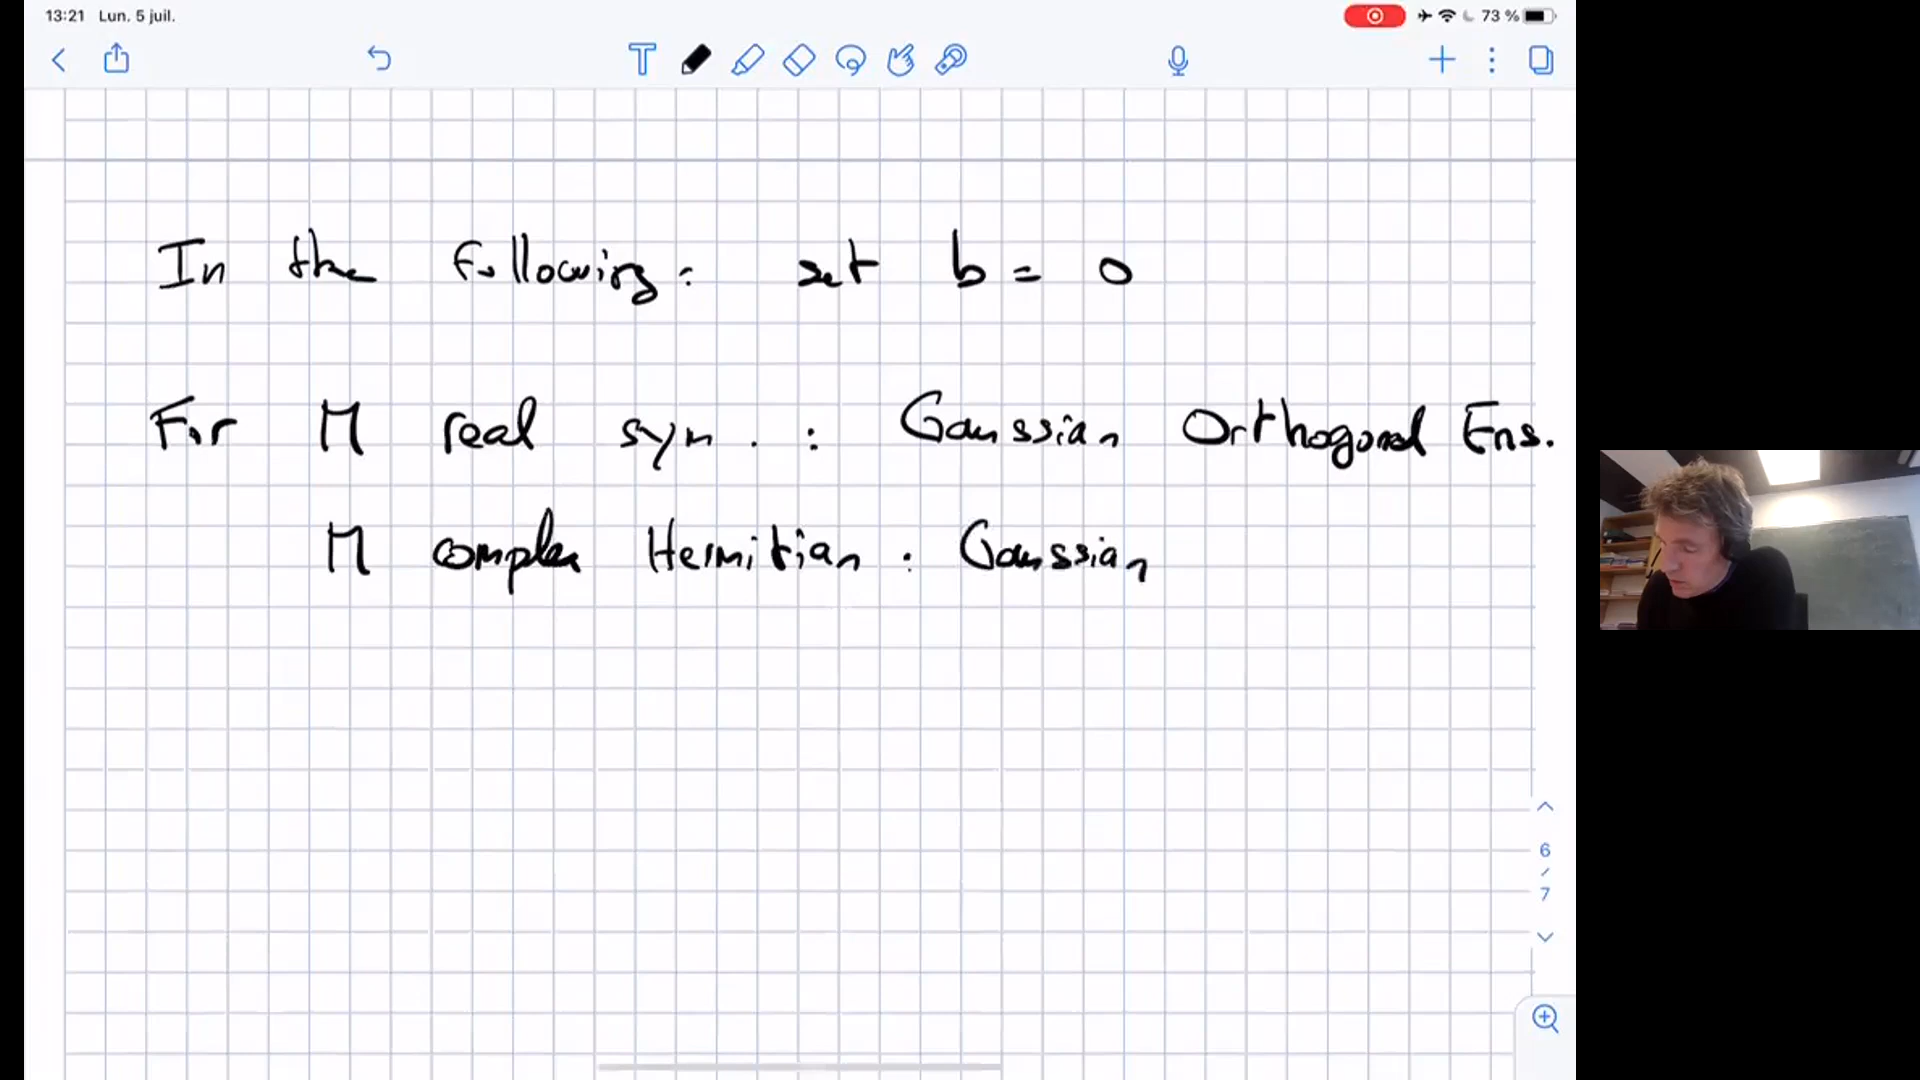 13:21 Lun. 5 juil. 73 %
In the following: set b = 0
For M real sym. : Gaussian Orthogonal Ens.
M complex Hermitian : Gaussian
6
/
7